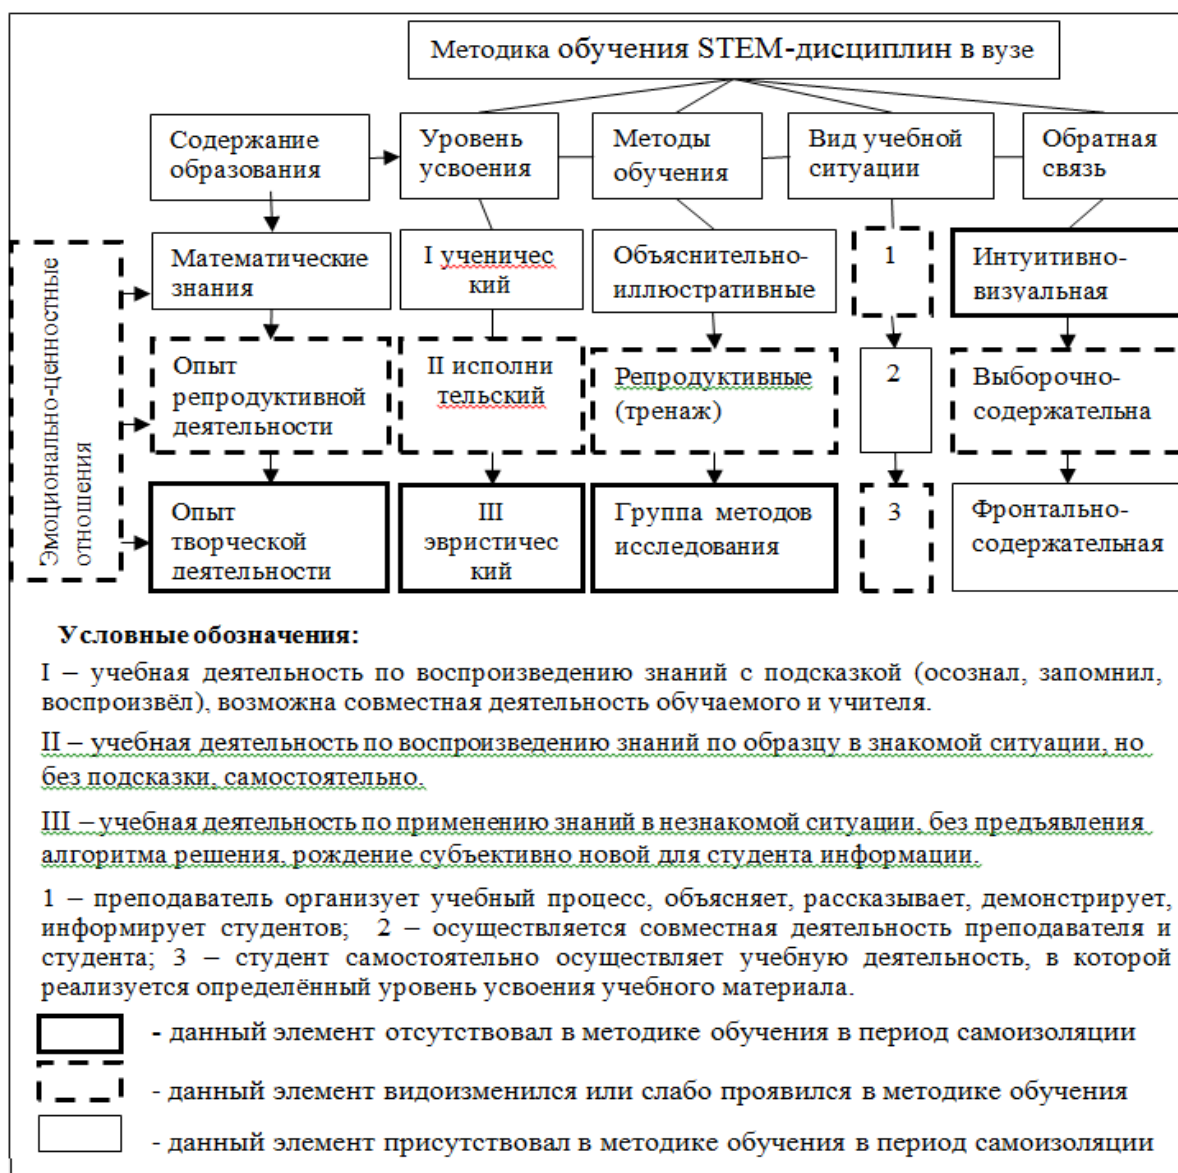 Методика обучения STEM-дисциплин в вузе
Содержание
образования
Уровень
усвоения
Методы
обучения
Вид учебной
ситуации
Обратная
связь
Эмоционально-ценностные
отношения
Математические
знания
I ученичес
кий
Объяснительно-
иллюстративные
1
Интуитивно-
визуальная
Опыт
репродуктивной
деятельности
II исполни
тельский
Репродуктивные
(тренаж)
2
Выборочно-
содержательна
Опыт
творческой
деятельности
III
эвристичес
кий
Группа методов
исследования
3
Фронтально-
содержательная
Условные обозначения:
I – учебная деятельность по воспроизведению знаний с подсказкой (осознал, запомнил,
воспроизвёл), возможна совместная деятельность обучаемого и учителя.
II – учебная деятельность по воспроизведению знаний по образцу в знакомой ситуации, но
без подсказки, самостоятельно.
III – учебная деятельность по применению знаний в незнакомой ситуации, без предъявления
алгоритма решения, рождение субъективно новой для студента информации.
1 – преподаватель организует учебный процесс, объясняет, рассказывает, демонстрирует,
информирует студентов; 2 – осуществляется совместная деятельность преподавателя и
студента; 3 – студент самостоятельно осуществляет учебную деятельность, в которой
реализуется определённый уровень усвоения учебного материала.
- данный элемент отсутствовал в методике обучения в период самоизоляции
- данный элемент видоизменился или слабо проявился в методике обучения
- данный элемент присутствовал в методике обучения в период самоизоляции